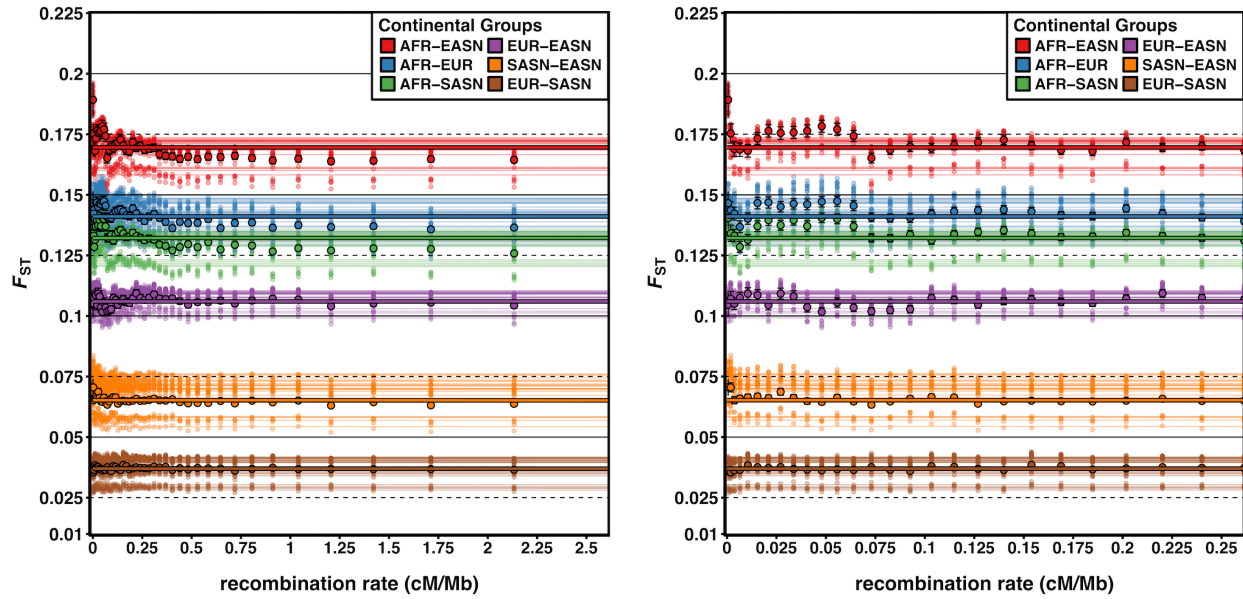 0.225
0.2
0.175
0.15
0.125
0.1
0.075
0.05
0.025
0.01
F_ST
Continental Groups
AFR−EASN EUR−EASN
AFR−EUR SASN−EASN
AFR−SASN EUR−SASN
0 0.25 0.5 0.75 1 1.25 1.5 1.75 2 2.25 2.5
recombination rate (cM/Mb)
0.225
0.2
0.175
0.15
0.125
0.1
0.075
0.05
0.025
0.01
F_ST
Continental Groups
AFR−EASN EUR−EASN
AFR−EUR SASN−EASN
AFR−SASN EUR−SASN
0 0.025 0.05 0.075 0.1 0.125 0.15 0.175 0.2 0.225 0.25
recombination rate (cM/Mb)